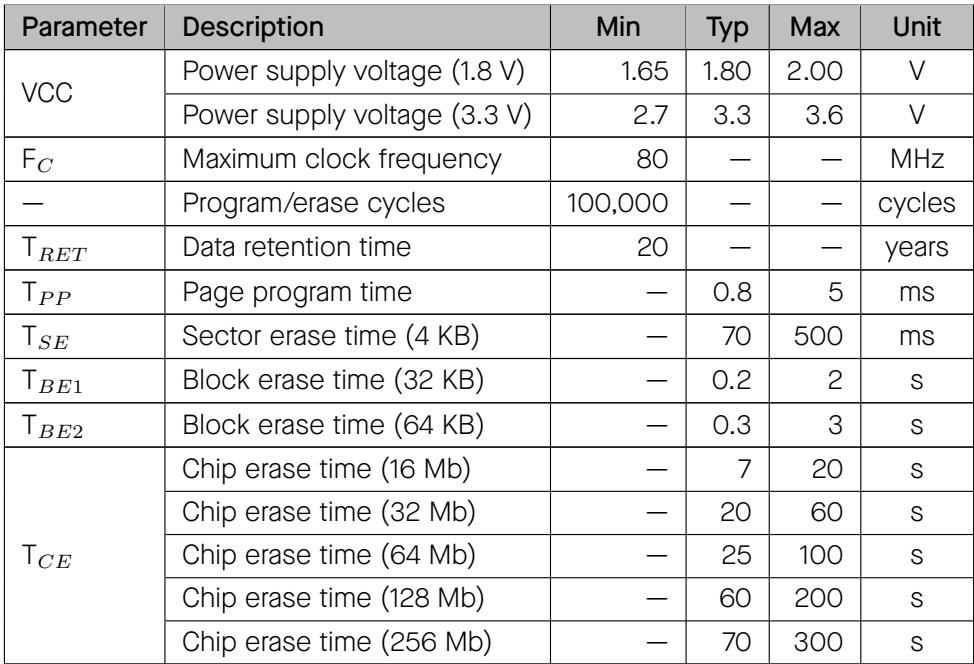 Parameter Description Min Typ Max Unit
VCC Power supply voltage (1.8 V) 1.65 1.80 2.00 V
Power supply voltage (3.3 V) 2.7 3.3 3.6 V
F_C Maximum clock frequency 80 — — MHz
— Program/erase cycles 100,000 — — cycles
T_RET Data retention time 20 — — years
T_PP Page program time — 0.8 5 ms
T_SE Sector erase time (4 KB) — 70 500 ms
T_BE1 Block erase time (32 KB) — 0.2 2 s
T_BE2 Block erase time (64 KB) — 0.3 3 s
T_CE Chip erase time (16 Mb) — 7 20 s
Chip erase time (32 Mb) — 20 60 s
Chip erase time (64 Mb) — 25 100 s
Chip erase time (128 Mb) — 60 200 s
Chip erase time (256 Mb) — 70 300 s